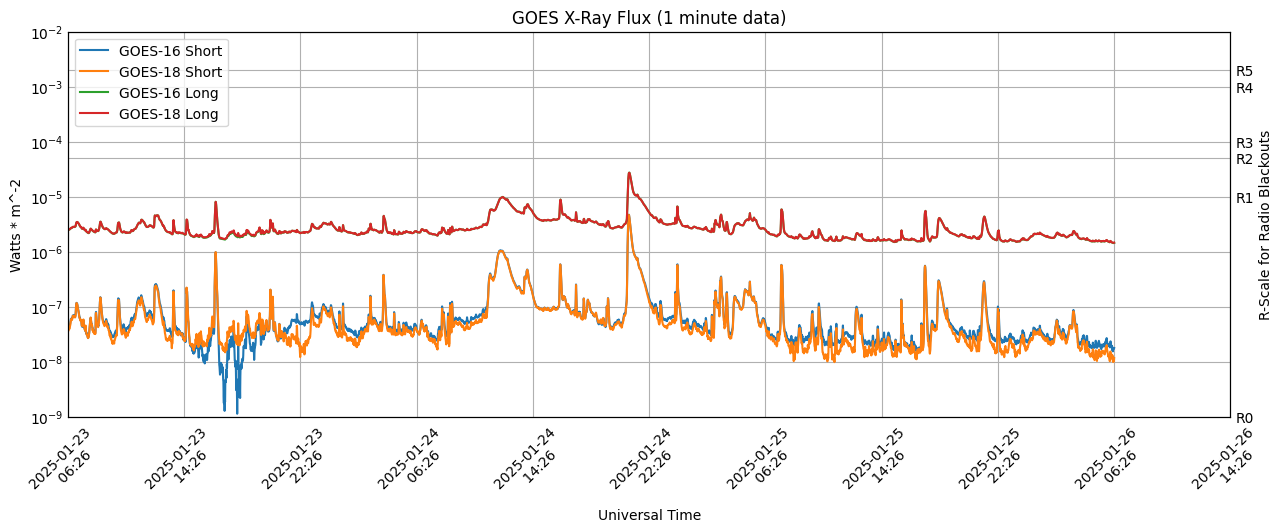 GOES X-Ray Flux (1 minute data)
GOES-16 Short
GOES-18 Short
GOES-16 Long
GOES-18 Long
Watts * m^-2
10⁻²
10⁻³
10⁻⁴
10⁻⁵
10⁻⁶
10⁻⁷
10⁻⁸
10⁻⁹
R5
R4
R3
R2
R1
R0
R-Scale for Radio Blackouts
2025-01-23
06:26
2025-01-23
14:26
2025-01-23
22:26
2025-01-24
06:26
2025-01-24
14:26
2025-01-24
22:26
2025-01-25
06:26
2025-01-25
14:26
2025-01-25
22:26
2025-01-26
06:26
2025-01-26
14:26
Universal Time